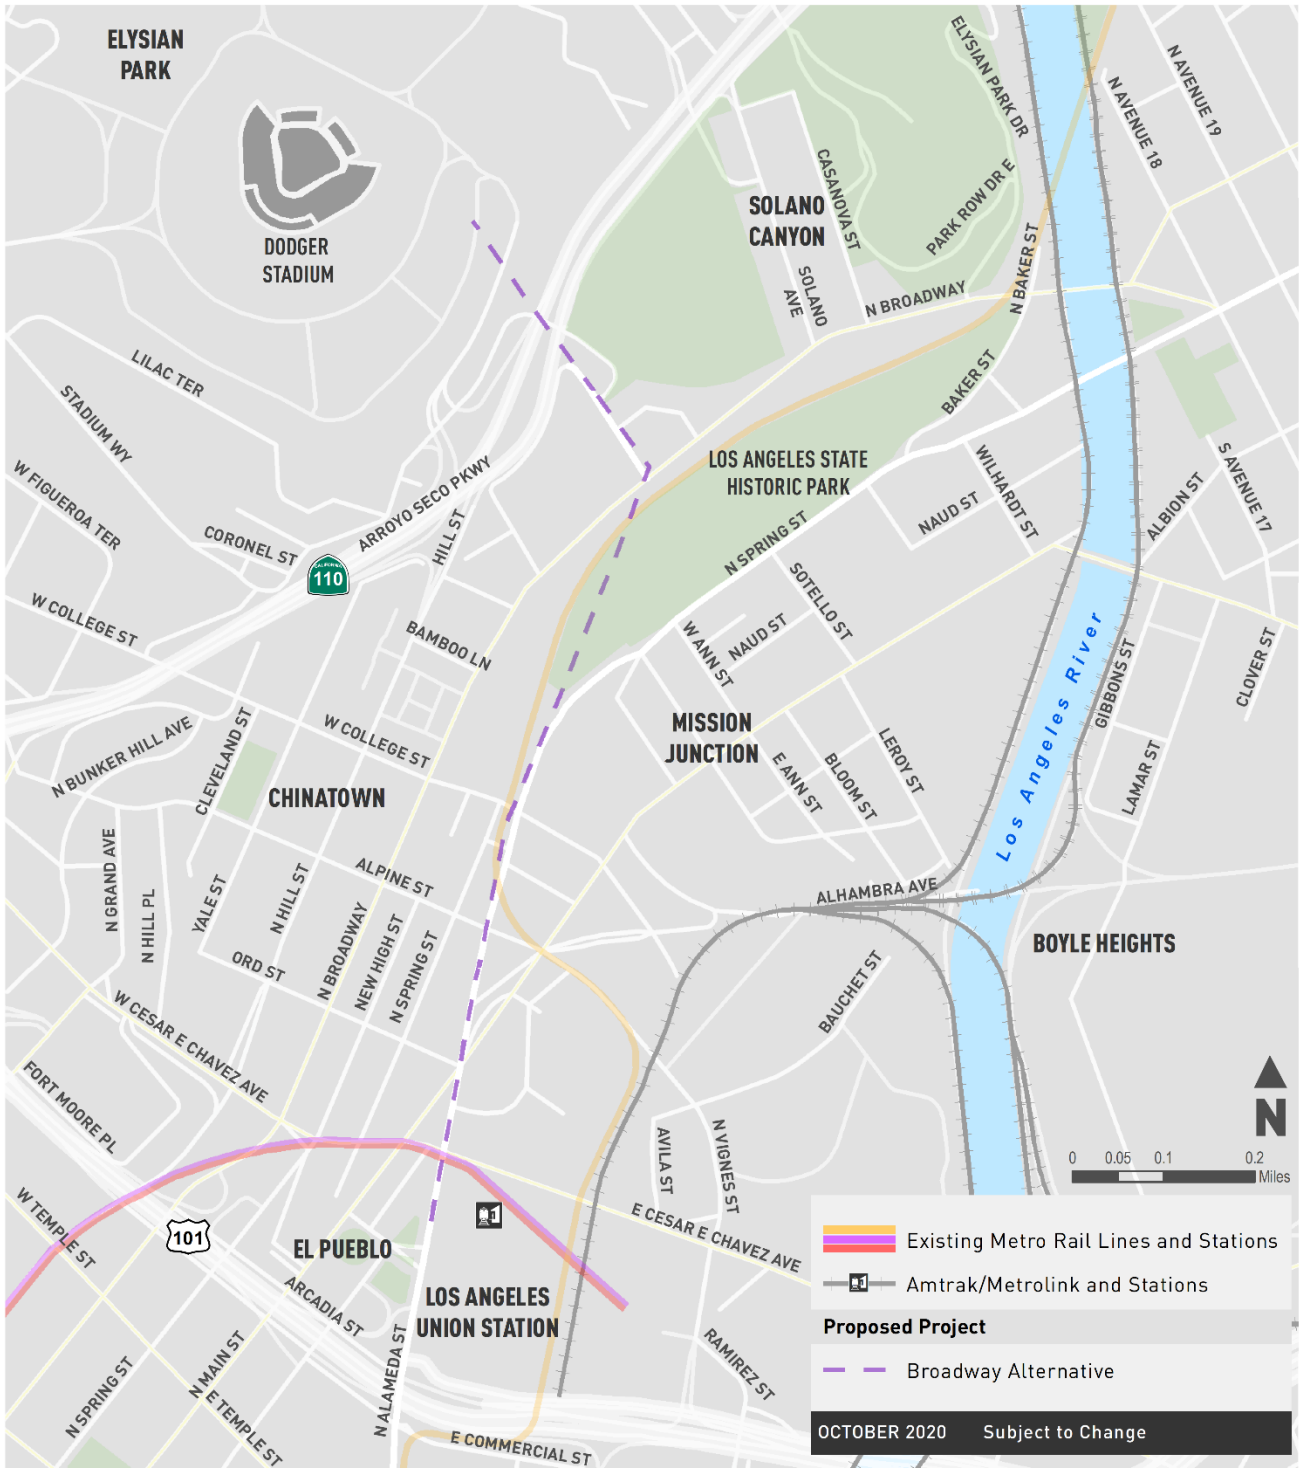 ELYSIAN
PARK
ELYSIAN PARK DR
N AVENUE 19
N AVENUE 18
CASANOVA ST
PARK ROW DR E
SOLANO
CANYON
DODGER
STADIUM
SOLANO
AVE
N BROADWAY
N BAKER ST
BAKER ST
LILAC TER
STADIUM WY
W FIGUEROA TER
ARROYO SECO PKWY
CORONEL ST
CALIFORNIA
110
HILL ST
LOS ANGELES STATE
HISTORIC PARK
N SPRING ST
WILHARDT ST
NAUD ST
S AVENUE 17
ALBION ST
W COLLEGE ST
BAMBOO LN
SOTELLO ST
NAUD ST
W ANN ST
Los Angeles River
GIBBONS ST
CLOVER ST
N BUNKER HILL AVE
CLEVELAND ST
W COLLEGE ST
MISSION
JUNCTION
E ANN ST
BLOOM ST
LEROY ST
LAMAR ST
CHINATOWN
N GRAND AVE
N HILL PL
YALE ST
N HILL ST
ALPINE ST
ORD ST
N BROADWAY
NEW HIGH ST
N SPRING ST
ALHAMBRA AVE
BOYLE HEIGHTS
BAUCHET ST
W CESAR E CHAVEZ AVE
FORT MOORE PL
AVILA ST
N VIGNES ST
N
0 0.05 0.1 0.2
Miles
W TEMPLE ST
101
EL PUEBLO
E CESAR E CHAVEZ AVE
ARCADIA ST
LOS ANGELES
UNION STATION
N ALAMEDA ST
RAMIREZ ST
N SPRING ST
N MAIN ST
E TEMPLE ST
E COMMERCIAL ST
Existing Metro Rail Lines and Stations
Amtrak/Metrolink and Stations
Proposed Project
Broadway Alternative
OCTOBER 2020 Subject to Change